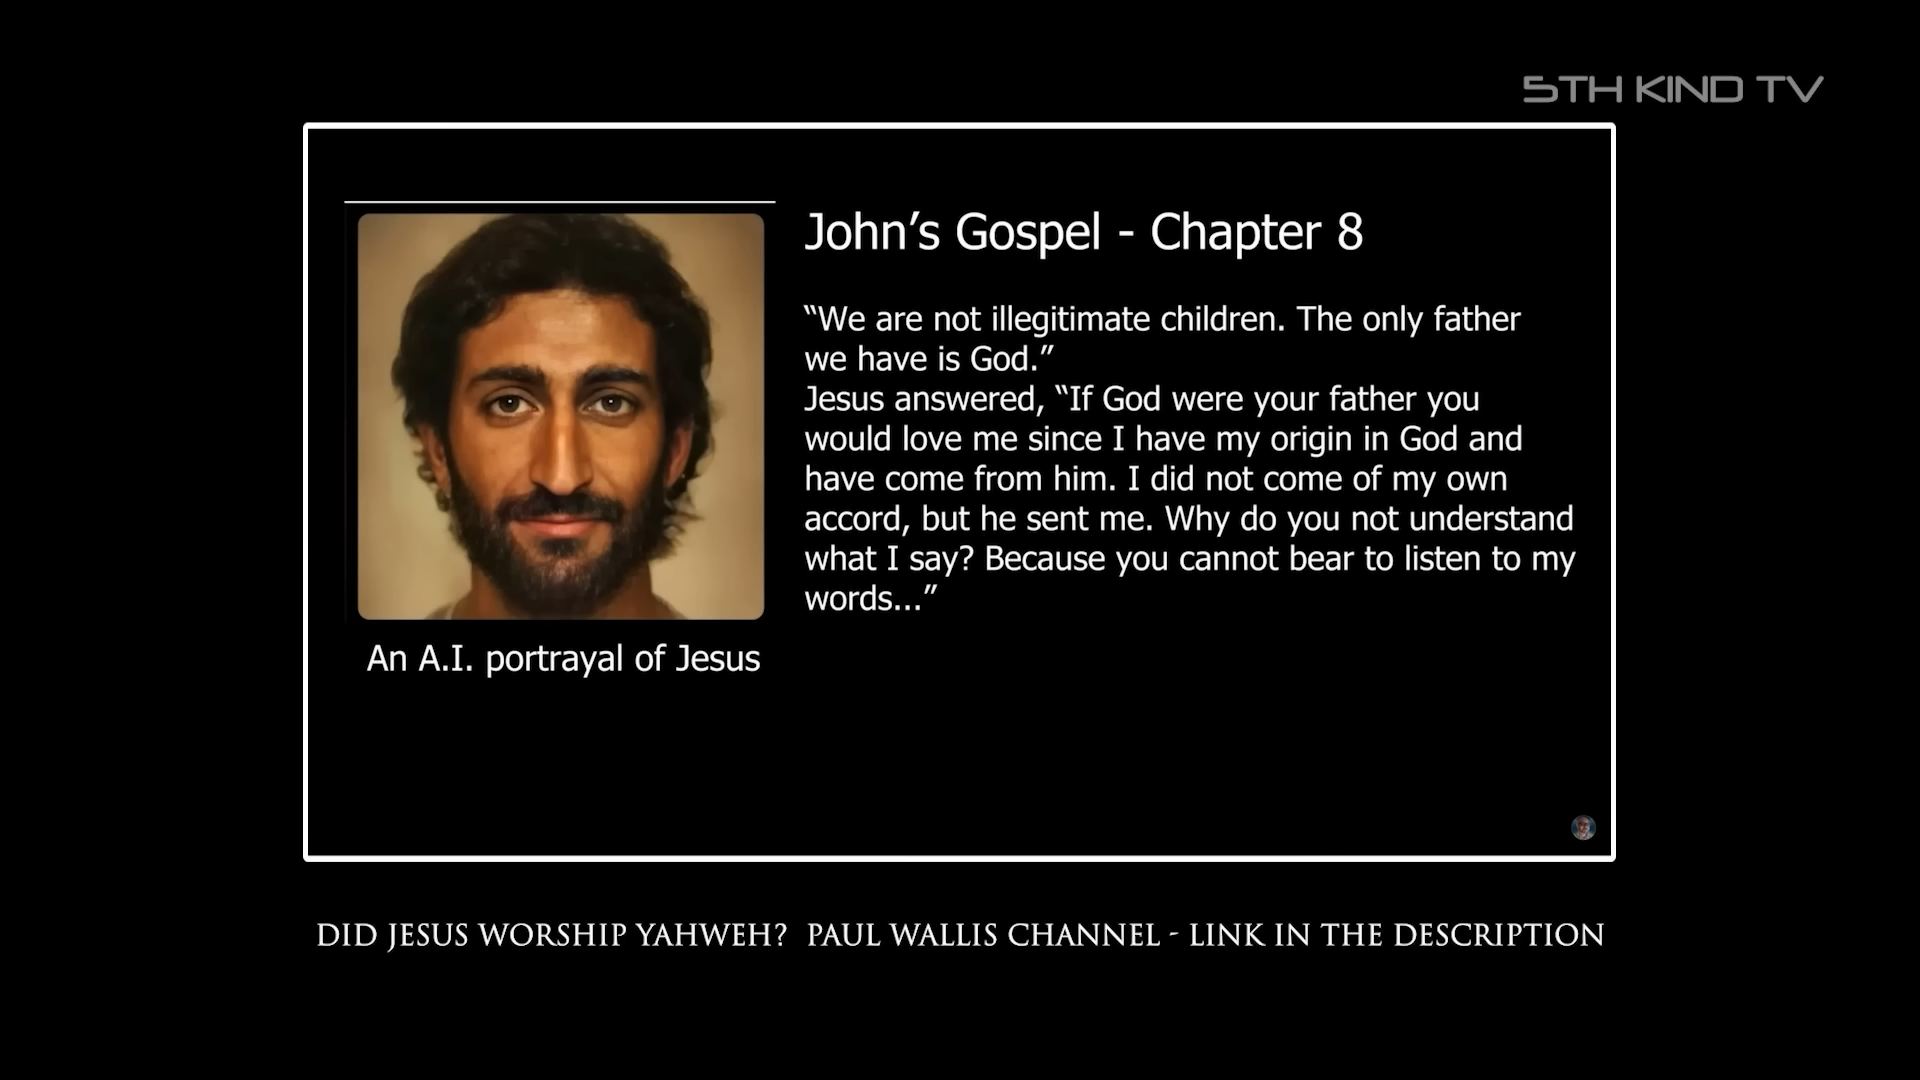 5TH KIND TV
John’s Gospel - Chapter 8
“We are not illegitimate children. The only father
we have is God.”
Jesus answered, “If God were your father you
would love me since I have my origin in God and
have come from him. I did not come of my own
accord, but he sent me. Why do you not understand
what I say? Because you cannot bear to listen to my
words...”
An A.I. portrayal of Jesus
DID JESUS WORSHIP YAHWEH?  PAUL WALLIS CHANNEL - LINK IN THE DESCRIPTION